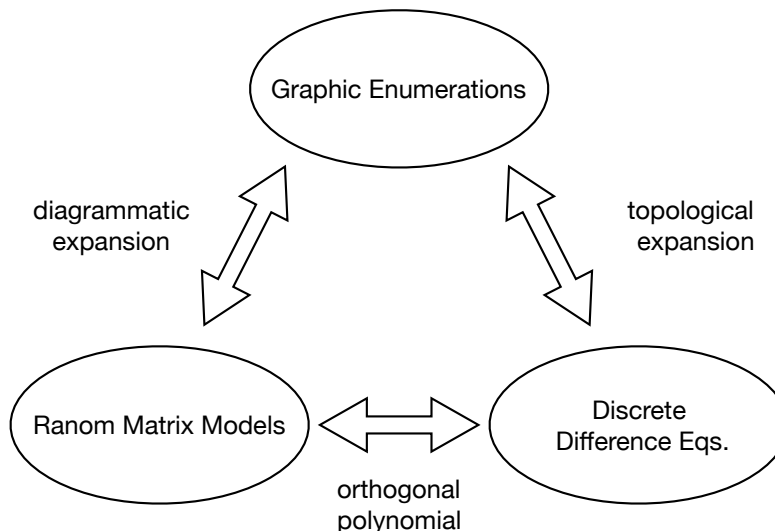 Graphic Enumerations
diagrammatic
expansion
topological
expansion
Ranom Matrix Models
Discrete
Difference Eqs.
orthogonal
polynomial